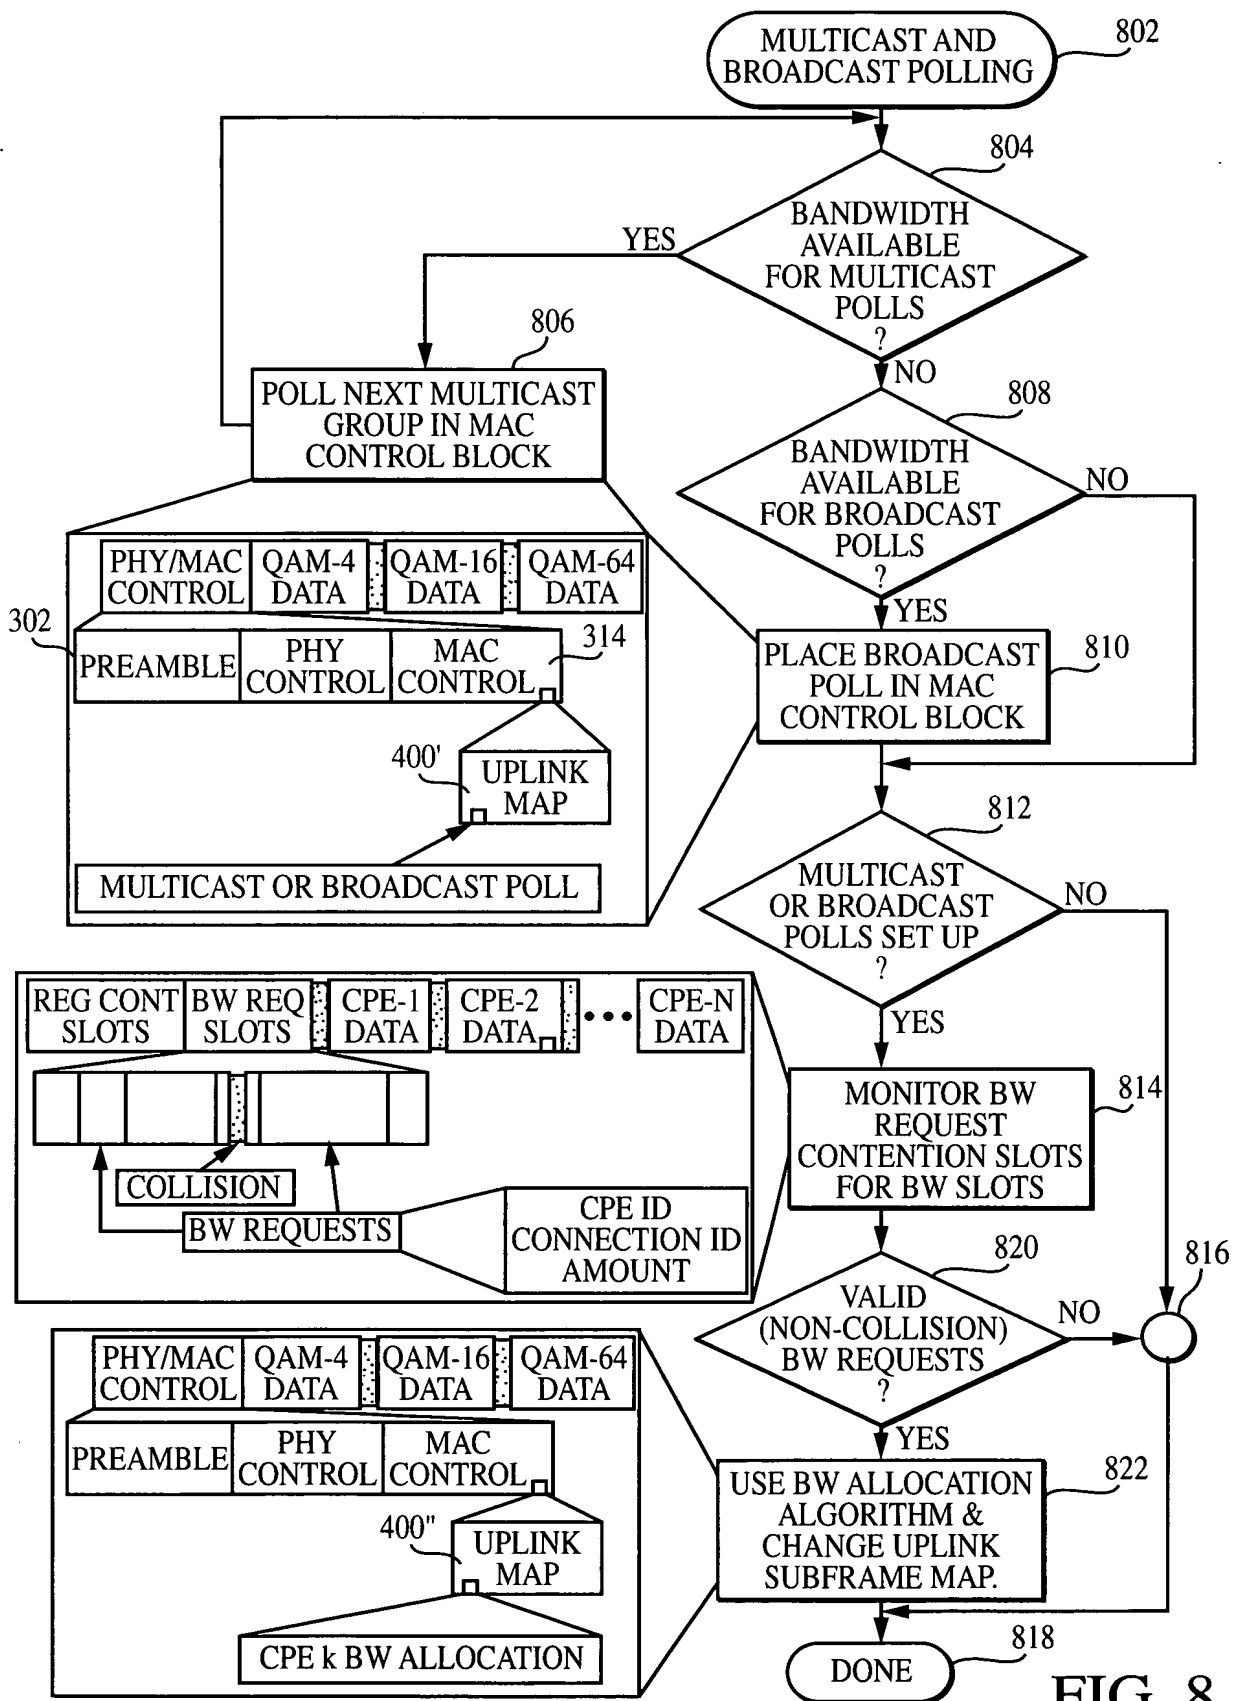 MULTICAST AND
BROADCAST POLLING
802
804
BANDWIDTH
AVAILABLE
FOR MULTICAST
POLLS
?
YES
NO
806
POLL NEXT MULTICAST
GROUP IN MAC
CONTROL BLOCK
808
BANDWIDTH
AVAILABLE
FOR BROADCAST
POLLS
?
NO
YES
PHY/MAC
CONTROL
QAM-4
DATA
QAM-16
DATA
QAM-64
DATA
302
PREAMBLE
PHY
CONTROL
MAC
CONTROL
314
400'
UPLINK
MAP
MULTICAST OR BROADCAST POLL
PLACE BROADCAST
POLL IN MAC
CONTROL BLOCK
810
812
MULTICAST
OR BROADCAST
POLLS SET UP
?
NO
YES
REG CONT
SLOTS
BW REQ
SLOTS
CPE-1
DATA
CPE-2
DATA
CPE-N
DATA
COLLISION
BW REQUESTS
CPE ID
CONNECTION ID
AMOUNT
MONITOR BW
REQUEST
CONTENTION SLOTS
FOR BW SLOTS
814
820
816
VALID
(NON-COLLISION)
BW REQUESTS
?
NO
YES
PHY/MAC
CONTROL
QAM-4
DATA
QAM-16
DATA
QAM-64
DATA
PREAMBLE
PHY
CONTROL
MAC
CONTROL
400"
UPLINK
MAP
CPE k BW ALLOCATION
USE BW ALLOCATION
ALGORITHM &
CHANGE UPLINK
SUBFRAME MAP.
822
DONE
818
FIG. 8